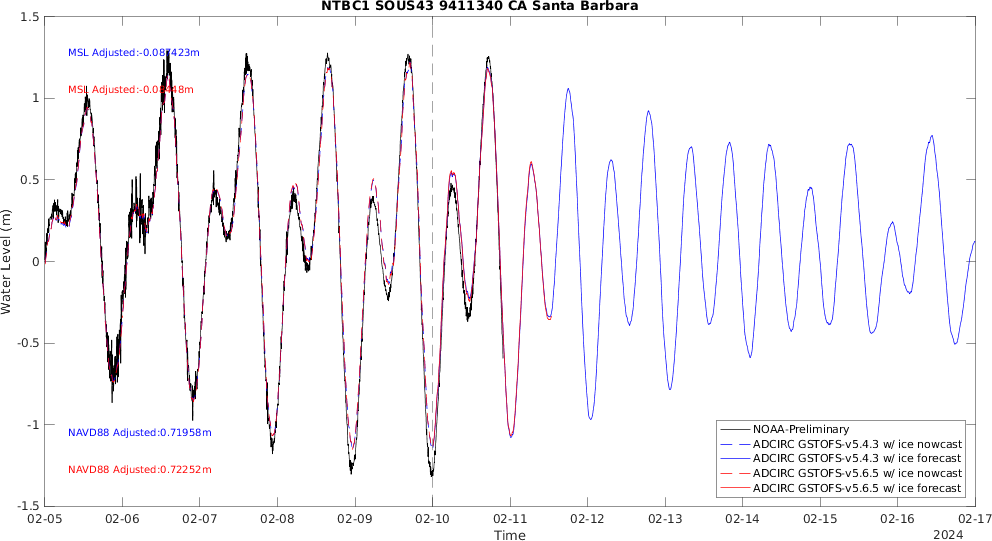 NTBC1 SOUS43 9411340 CA Santa Barbara
1.5
1
0.5
0
-0.5
-1
-1.5
Water Level (m)
MSL Adjusted:-0.087423m
MSL Adjusted:
NAVD88 Adjusted:0.71958m
NAVD88 Adjusted:0.72252m
NOAA-Preliminary
ADCIRC GSTOFS-v5.4.3 w/ ice nowcast
ADCIRC GSTOFS-v5.4.3 w/ ice forecast
ADCIRC GSTOFS-v5.6.5 w/ ice nowcast
ADCIRC GSTOFS-v5.6.5 w/ ice forecast
02-05 02-06 02-07 02-08 02-09 02-10 02-11 02-12 02-13 02-14 02-15 02-16 02-17
Time
2024